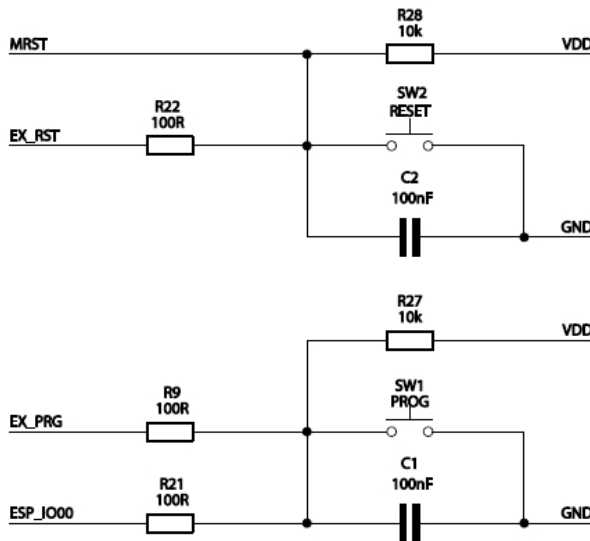 R28
10k
MRST
VDD
SW2
RESET
R22
100R
EX_RST
C2
100nF
GND
R27
10k
VDD
SW1
PROG
R9
100R
EX_PRG
C1
100nF
R21
100R
ESP_IO00
GND